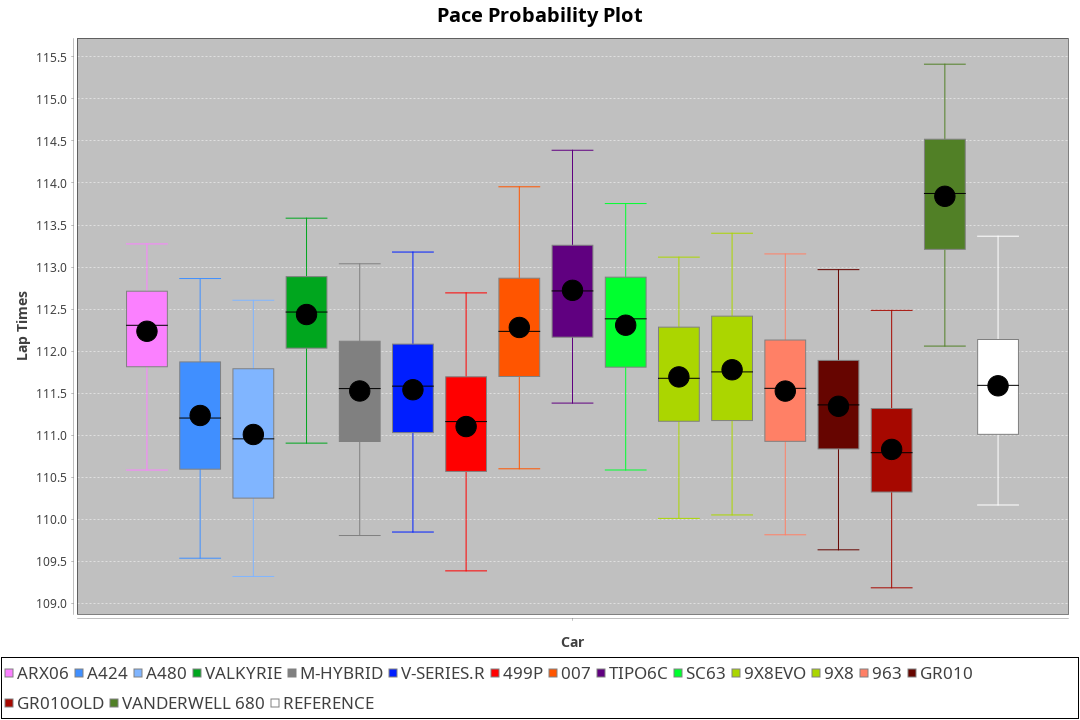 Pace Probability Plot
115.5
115.0
114.5
114.0
113.5
113.0
112.5
112.0
111.5
111.0
110.5
110.0
109.5
109.0
Lap Times
Car
ARX06 A424 A480 VALKYRIE M-HYBRID V-SERIES.R 499P 007 TIPO6C SC63 9X8EVO 9X8 963 GR010
GR010OLD VANDERWELL 680 REFERENCE